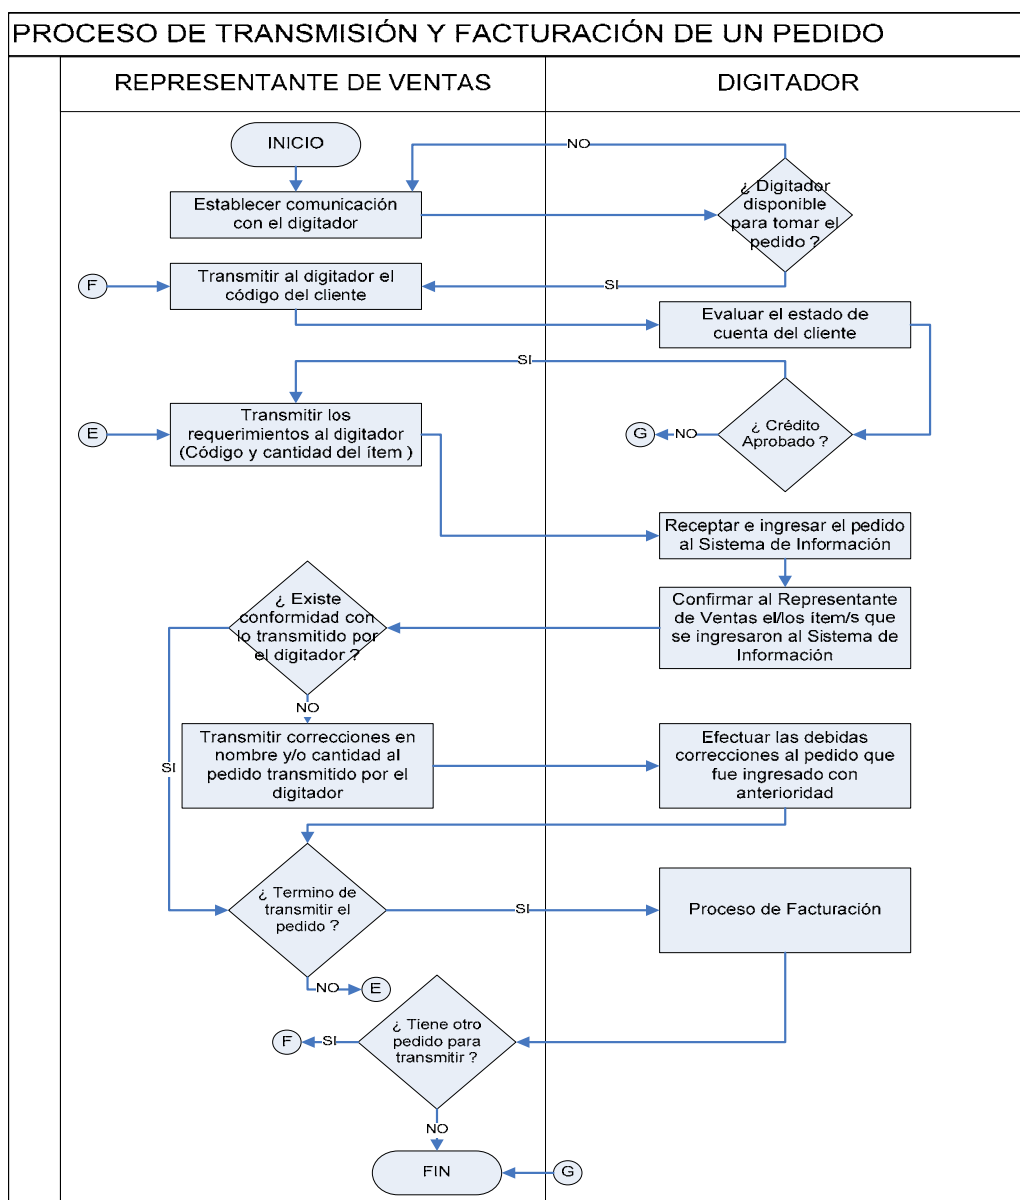 PROCESO DE TRANSMISIÓN Y FACTURACIÓN DE UN PEDIDO
REPRESENTANTE DE VENTAS
DIGITADOR
INICIO
NO
Establecer comunicación
con el digitador
¿ Digitador
disponible
para tomar el
pedido ?
F
Transmitir al digitador el
código del cliente
SI
Evaluar el estado de
cuenta del cliente
SI
E
Transmitir los
requerimientos al digitador
(Código y cantidad del ítem )
G
NO
¿ Crédito
Aprobado ?
Receptar e ingresar el pedido
al Sistema de Información
¿ Existe
conformidad con
lo transmitido por
el digitador ?
Confirmar al Representante
de Ventas el/los ítem/s que
se ingresaron al Sistema de
Información
NO
SI
Transmitir correcciones en
nombre y/o cantidad al
pedido transmitido por el
digitador
Efectuar las debidas
correcciones al pedido que
fue ingresado con
anterioridad
¿ Termino de
transmitir el
pedido ?
SI
Proceso de Facturación
NO
E
F
SI
¿ Tiene otro
pedido para
transmitir ?
NO
FIN
G